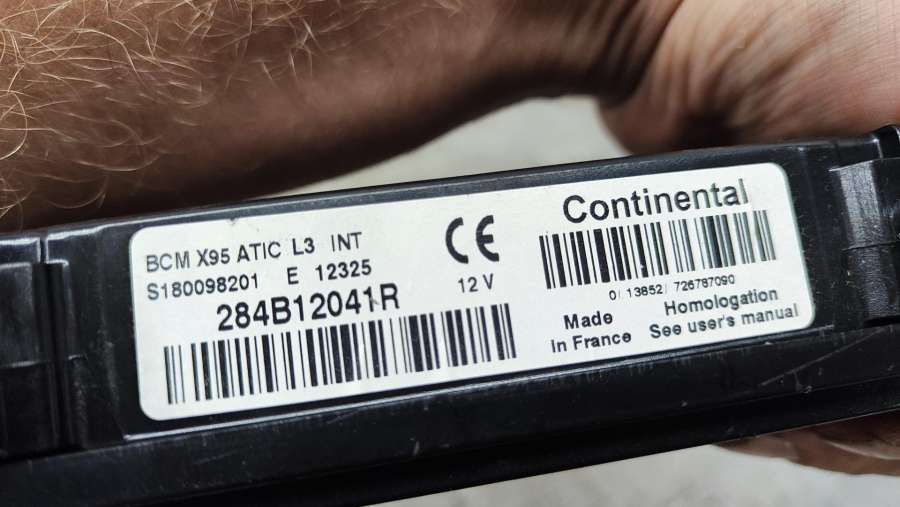 BCM X95 ATIC L3 INT
S180098201 E 12325
284B12041R
CE
12 V
Continental
0/ 13852/ 726787090
Made
in France
Homologation
See user's manual